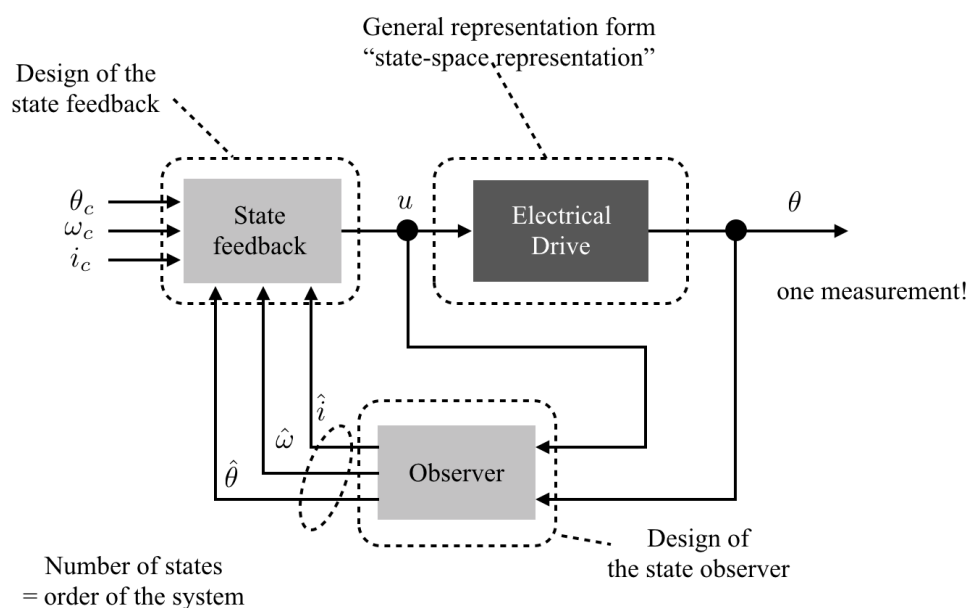 General representation form
“state-space representation”
Design of the
state feedback
θc
ωc
ic
State
feedback
u
Electrical
Drive
θ
one measurement!
î
ω̂
θ̂
Observer
Number of states
= order of the system
Design of
the state observer